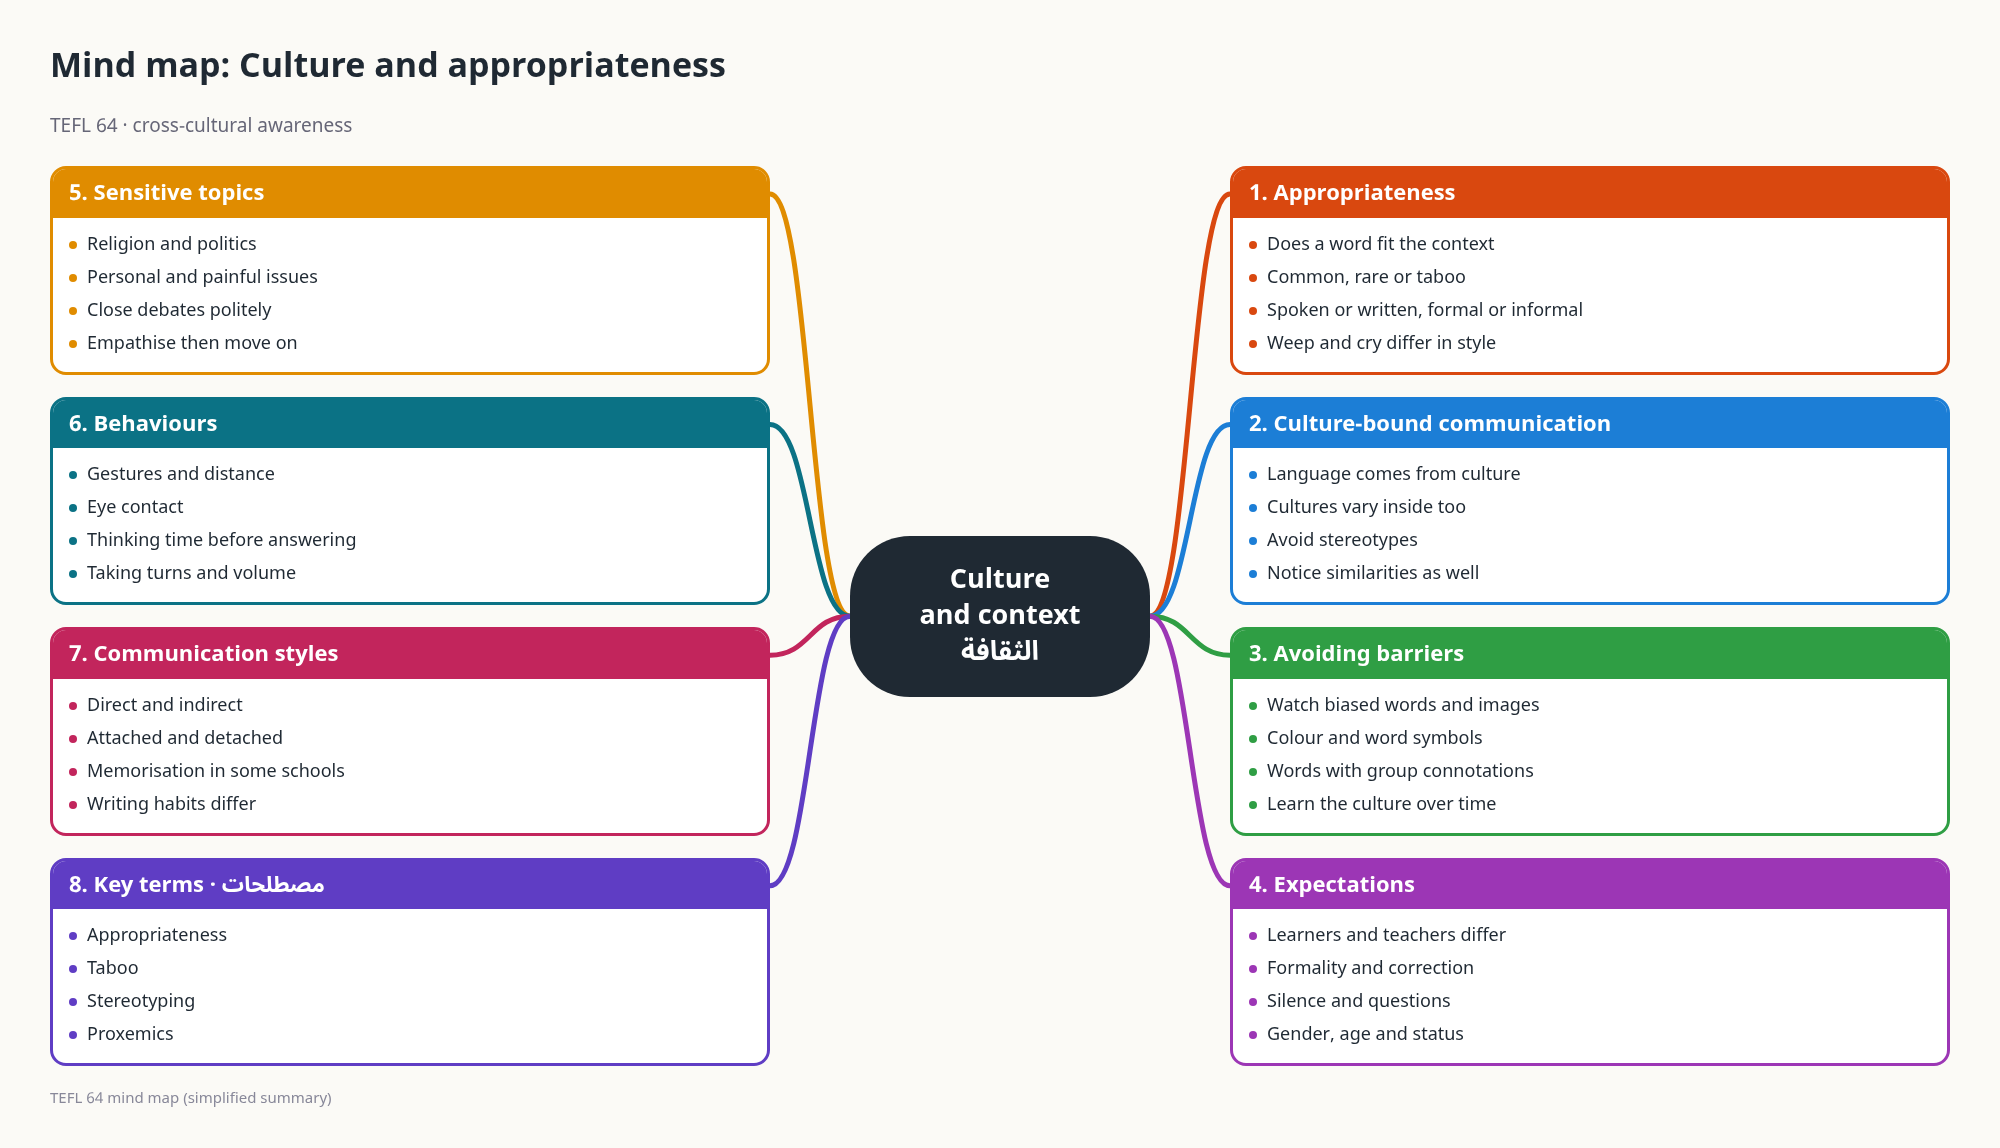 Mind map: Culture and appropriateness
TEFL 64 · cross-cultural awareness
5. Sensitive topics
Religion and politics
Personal and painful issues
Close debates politely
Empathise then move on
6. Behaviours
Gestures and distance
Eye contact
Thinking time before answering
Taking turns and volume
7. Communication styles
Direct and indirect
Attached and detached
Memorisation in some schools
Writing habits differ
8. Key terms · مصطلحات
Appropriateness
Taboo
Stereotyping
Proxemics
Culture
and context
الثقافة
1. Appropriateness
Does a word fit the context
Common, rare or taboo
Spoken or written, formal or informal
Weep and cry differ in style
2. Culture-bound communication
Language comes from culture
Cultures vary inside too
Avoid stereotypes
Notice similarities as well
3. Avoiding barriers
Watch biased words and images
Colour and word symbols
Words with group connotations
Learn the culture over time
4. Expectations
Learners and teachers differ
Formality and correction
Silence and questions
Gender, age and status
TEFL 64 mind map (simplified summary)